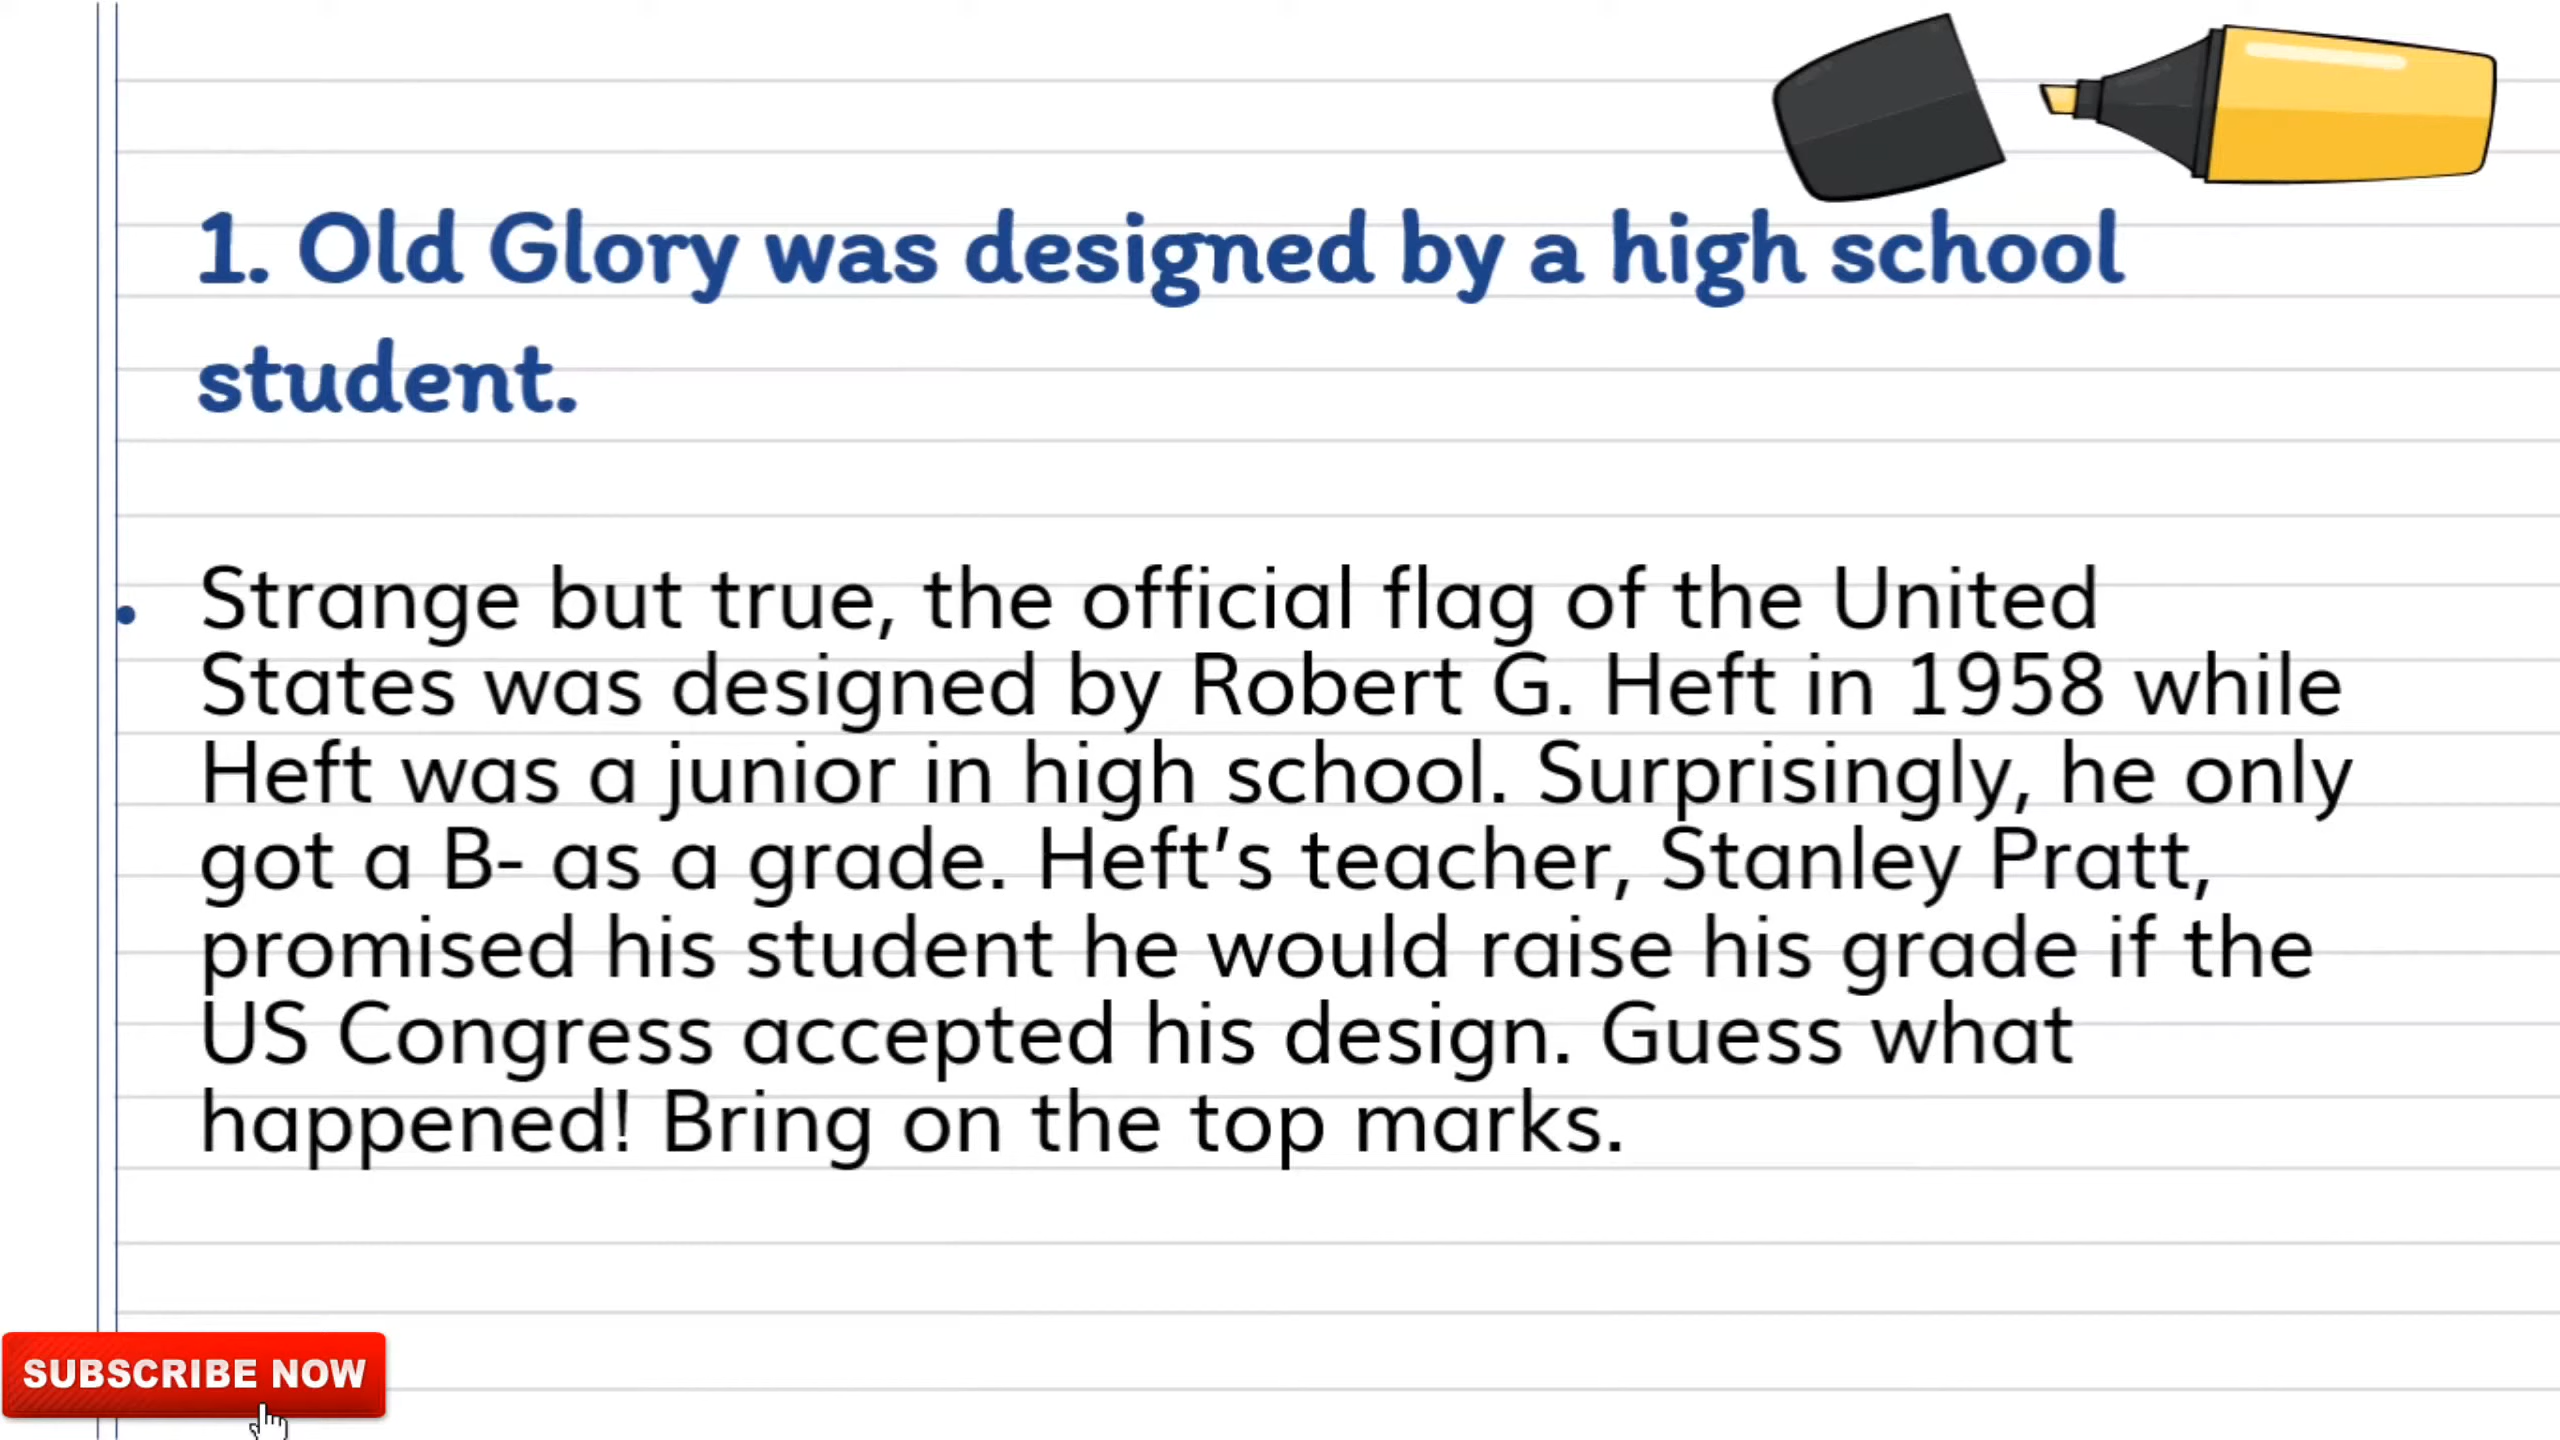 1. Old Glory was designed by a high school
student.
• Strange but true, the official flag of the United
States was designed by Robert G. Heft in 1958 while
Heft was a junior in high school. Surprisingly, he only
got a B- as a grade. Heft’s teacher, Stanley Pratt,
promised his student he would raise his grade if the
US Congress accepted his design. Guess what
happened! Bring on the top marks.
SUBSCRIBE NOW